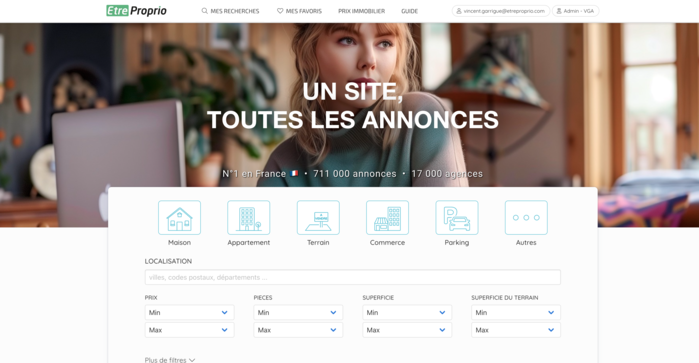 EtreProprio MES RECHERCHES MES FAVORIS PRIX IMMOBILIER GUIDE vincent.garrigue@etreproprio.com Admin - VGA
UN SITE,
TOUTES LES ANNONCES
N°1 en France 🇫🇷 • 711 000 annonces • 17 000 agences
Maison Appartement Terrain Commerce Parking Autres
LOCALISATION
villes, codes postaux, départements ...
PRIX PIECES SUPERFICIE SUPERFICIE DU TERRAIN
Min Min Min Min
Max Max Max Max
Plus de filtres